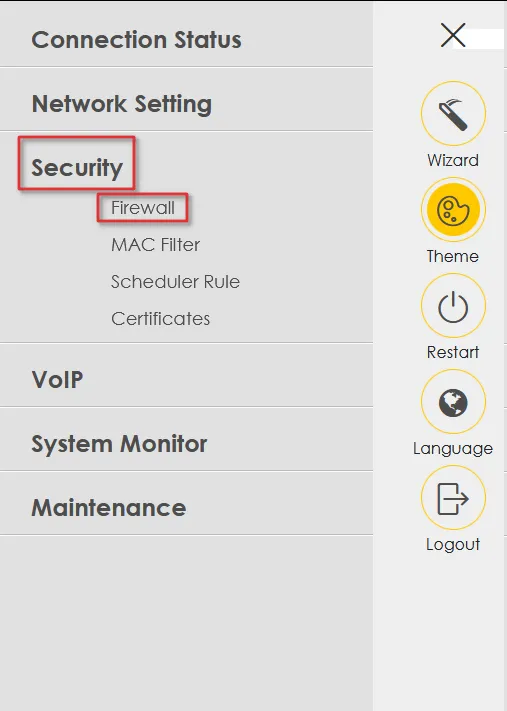 Connection Status
Network Setting
Security
Firewall
MAC Filter
Scheduler Rule
Certificates
VoIP
System Monitor
Maintenance
Wizard
Theme
Restart
Language
Logout